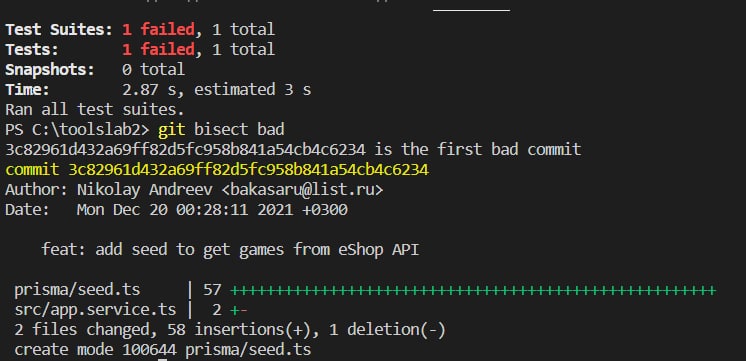 Test Suites: 1 failed, 1 total
Tests:       1 failed, 1 total
Snapshots:   0 total
Time:        2.87 s, estimated 3 s
Ran all test suites.
PS C:\toolslab2> git bisect bad
3c82961d432a69ff82d5fc958b841a54cb4c6234 is the first bad commit
commit 3c82961d432a69ff82d5fc958b841a54cb4c6234
Author: Nikolay Andreev <bakasaru@list.ru>
Date:   Mon Dec 20 00:28:11 2021 +0300
feat: add seed to get games from eShop API
prisma/seed.ts     | 57 +++++++++++++++++++++++++++++++++++++++++++++++++++++++++
src/app.service.ts |  2 +-
2 files changed, 58 insertions(+), 1 deletion(-)
create mode 100644 prisma/seed.ts